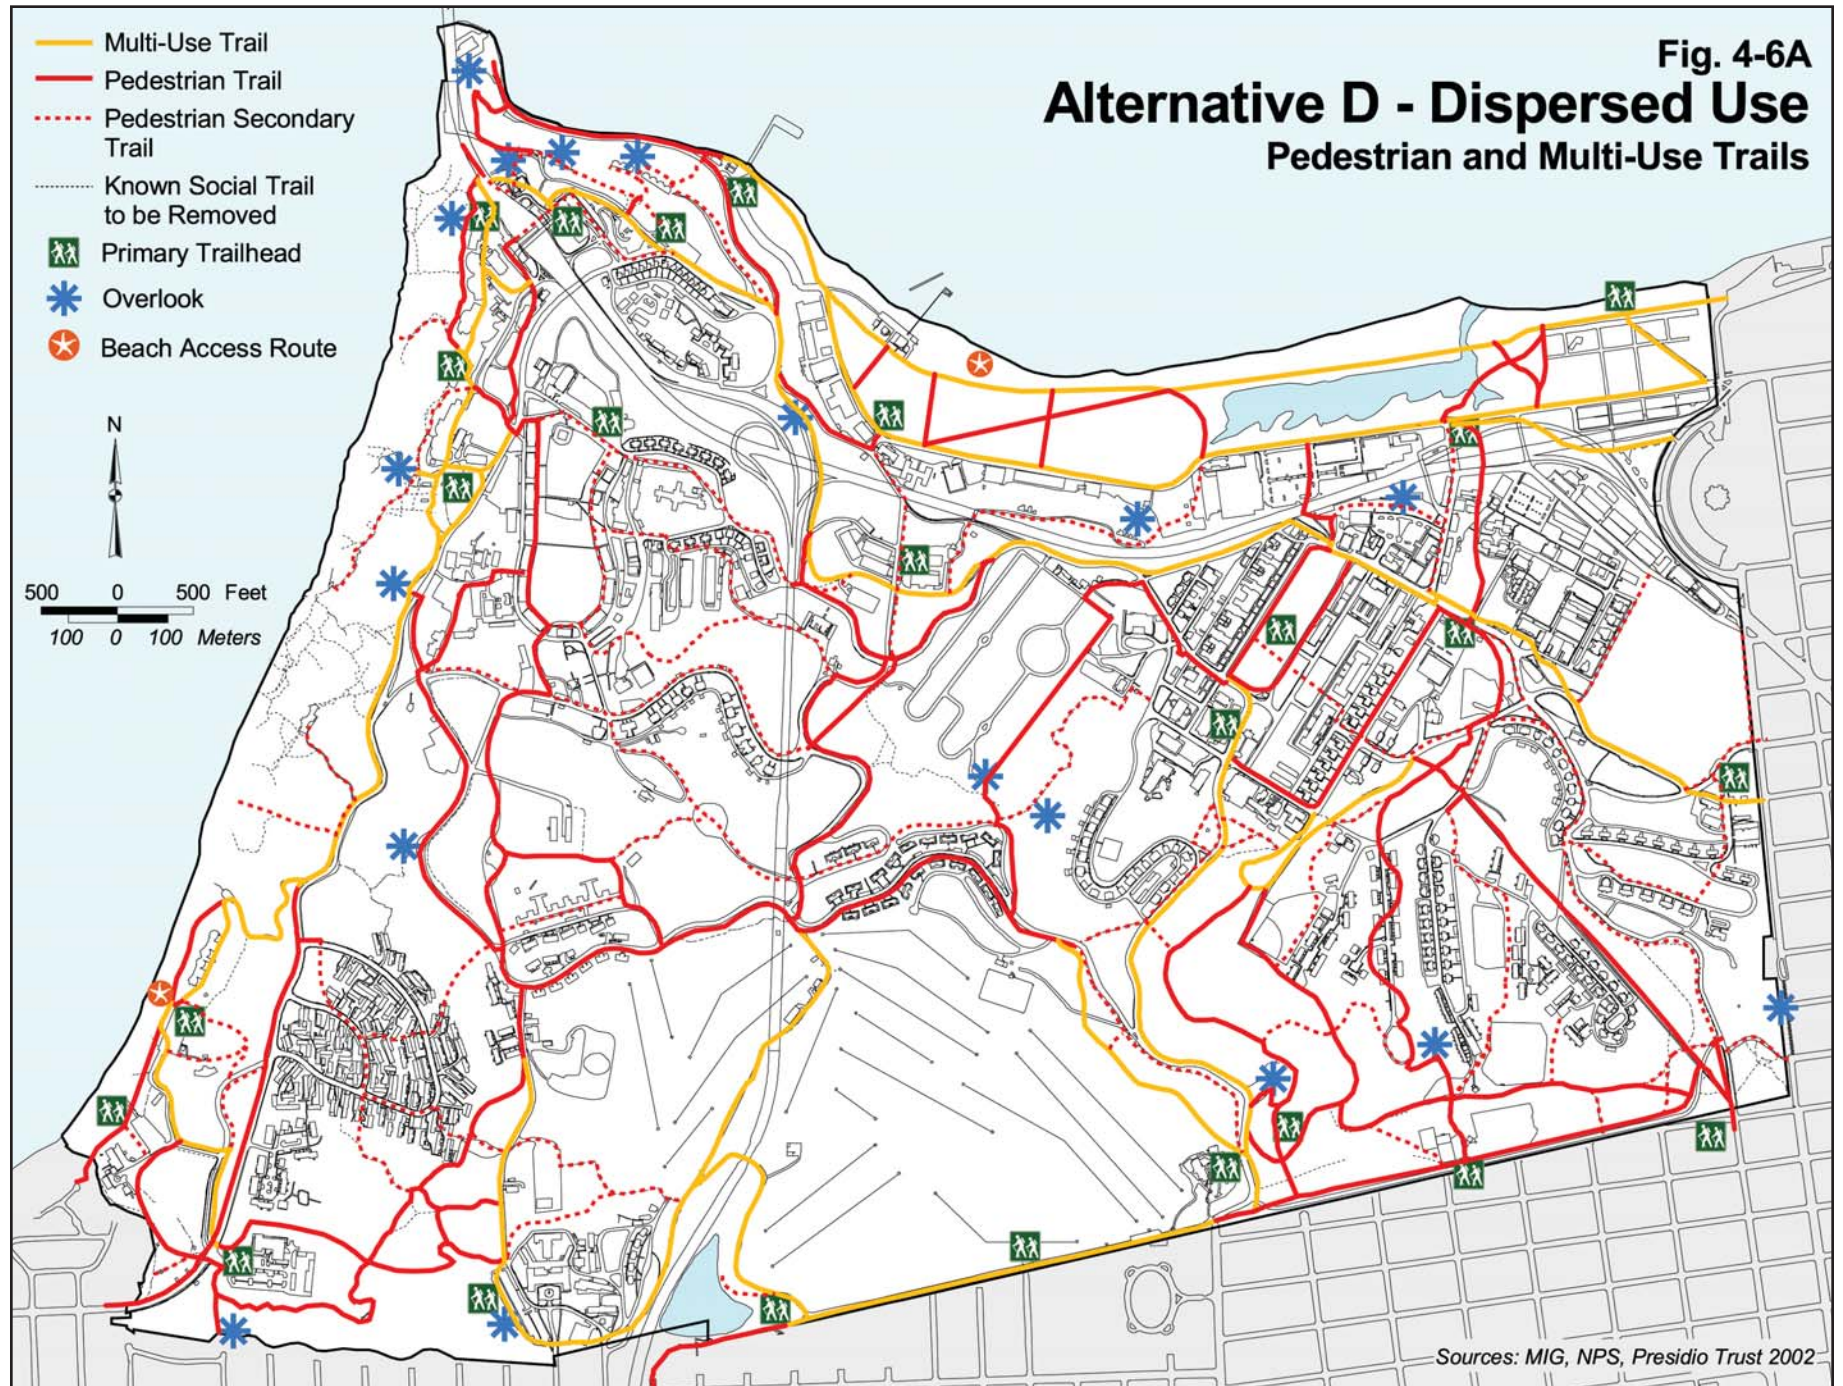 Multi-Use Trail
Pedestrian Trail
Pedestrian Secondary
Trail
Known Social Trail
to be Removed
Primary Trailhead
Overlook
Beach Access Route
Fig. 4-6A
Alternative D - Dispersed Use
Pedestrian and Multi-Use Trails
N
500 0 500 Feet
100 0 100 Meters
Sources: MIG, NPS, Presidio Trust 2002